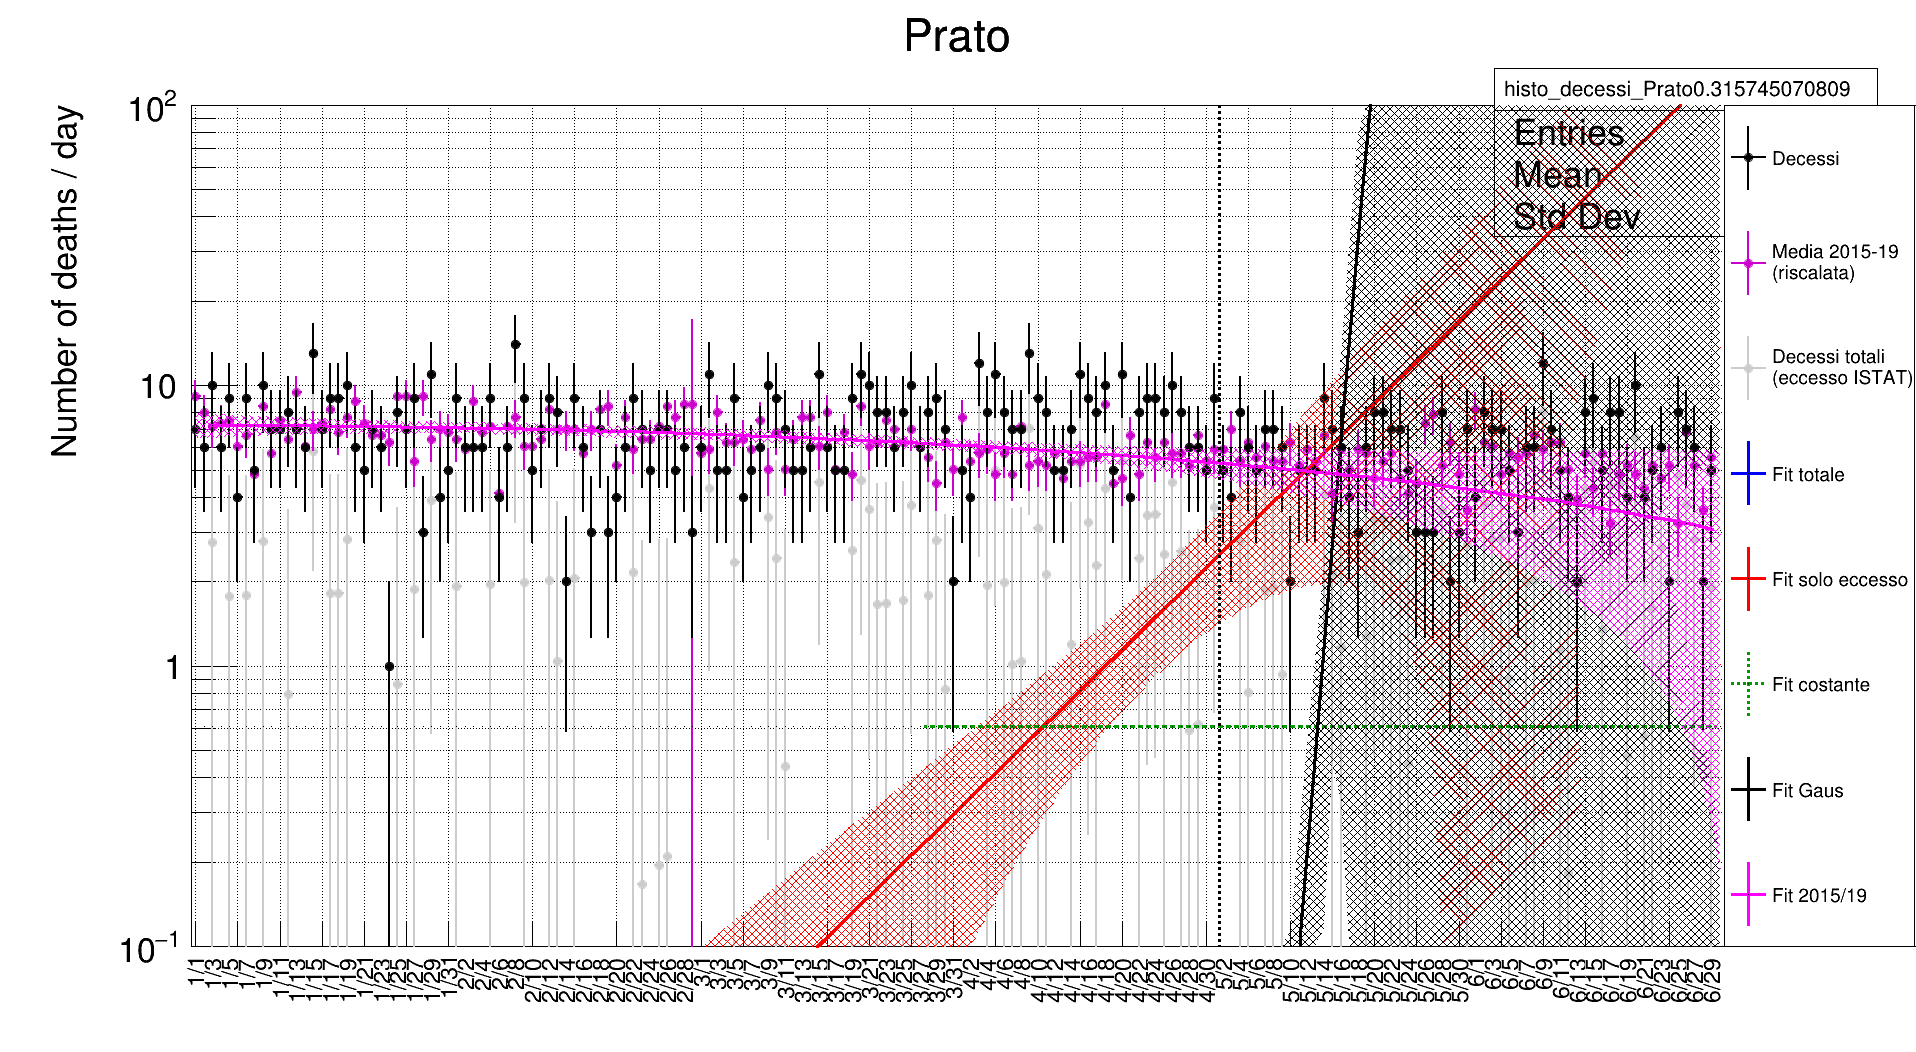 Prato
Number of deaths / day
10²
10
1
10⁻¹
histo_decessi_Prato0.315745070809
Entries
Mean
Std Dev
Decessi
Media 2015-19
(riscalata)
Decessi totali
(eccesso ISTAT)
Fit totale
Fit solo eccesso
Fit costante
Fit Gaus
Fit 2015/19
1/1 1/3 1/5 1/7 1/9 1/11 1/13 1/15 1/17 1/19 1/21 1/23 1/25 1/27 1/29 1/31 2/2 2/4 2/6 2/8 2/10 2/12 2/14 2/16 2/18 2/20 2/22 2/24 2/26 2/28 3/1 3/3 3/5 3/7 3/9 3/11 3/13 3/15 3/17 3/19 3/21 3/23 3/25 3/27 3/29 3/31 4/2 4/4 4/6 4/8 4/10 4/12 4/14 4/16 4/18 4/20 4/22 4/24 4/26 4/28 4/30 5/2 5/4 5/6 5/8 5/10 5/12 5/14 5/16 5/18 5/20 5/22 5/24 5/26 5/28 5/30 6/1 6/3 6/5 6/7 6/9 6/11 6/13 6/15 6/17 6/19 6/21 6/23 6/25 6/27 6/29